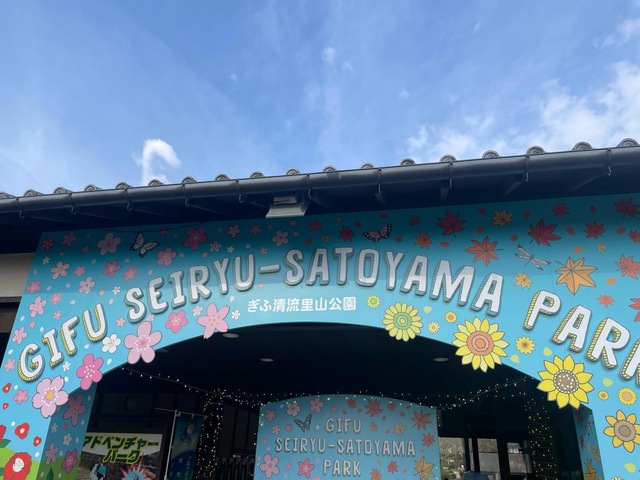 GIFU SEIRYU-SATOYAMA PARK
ぎふ清流里山公園
GIFU
SEIRYU-SATOYAMA
PARK
アドベンチャー
パーク